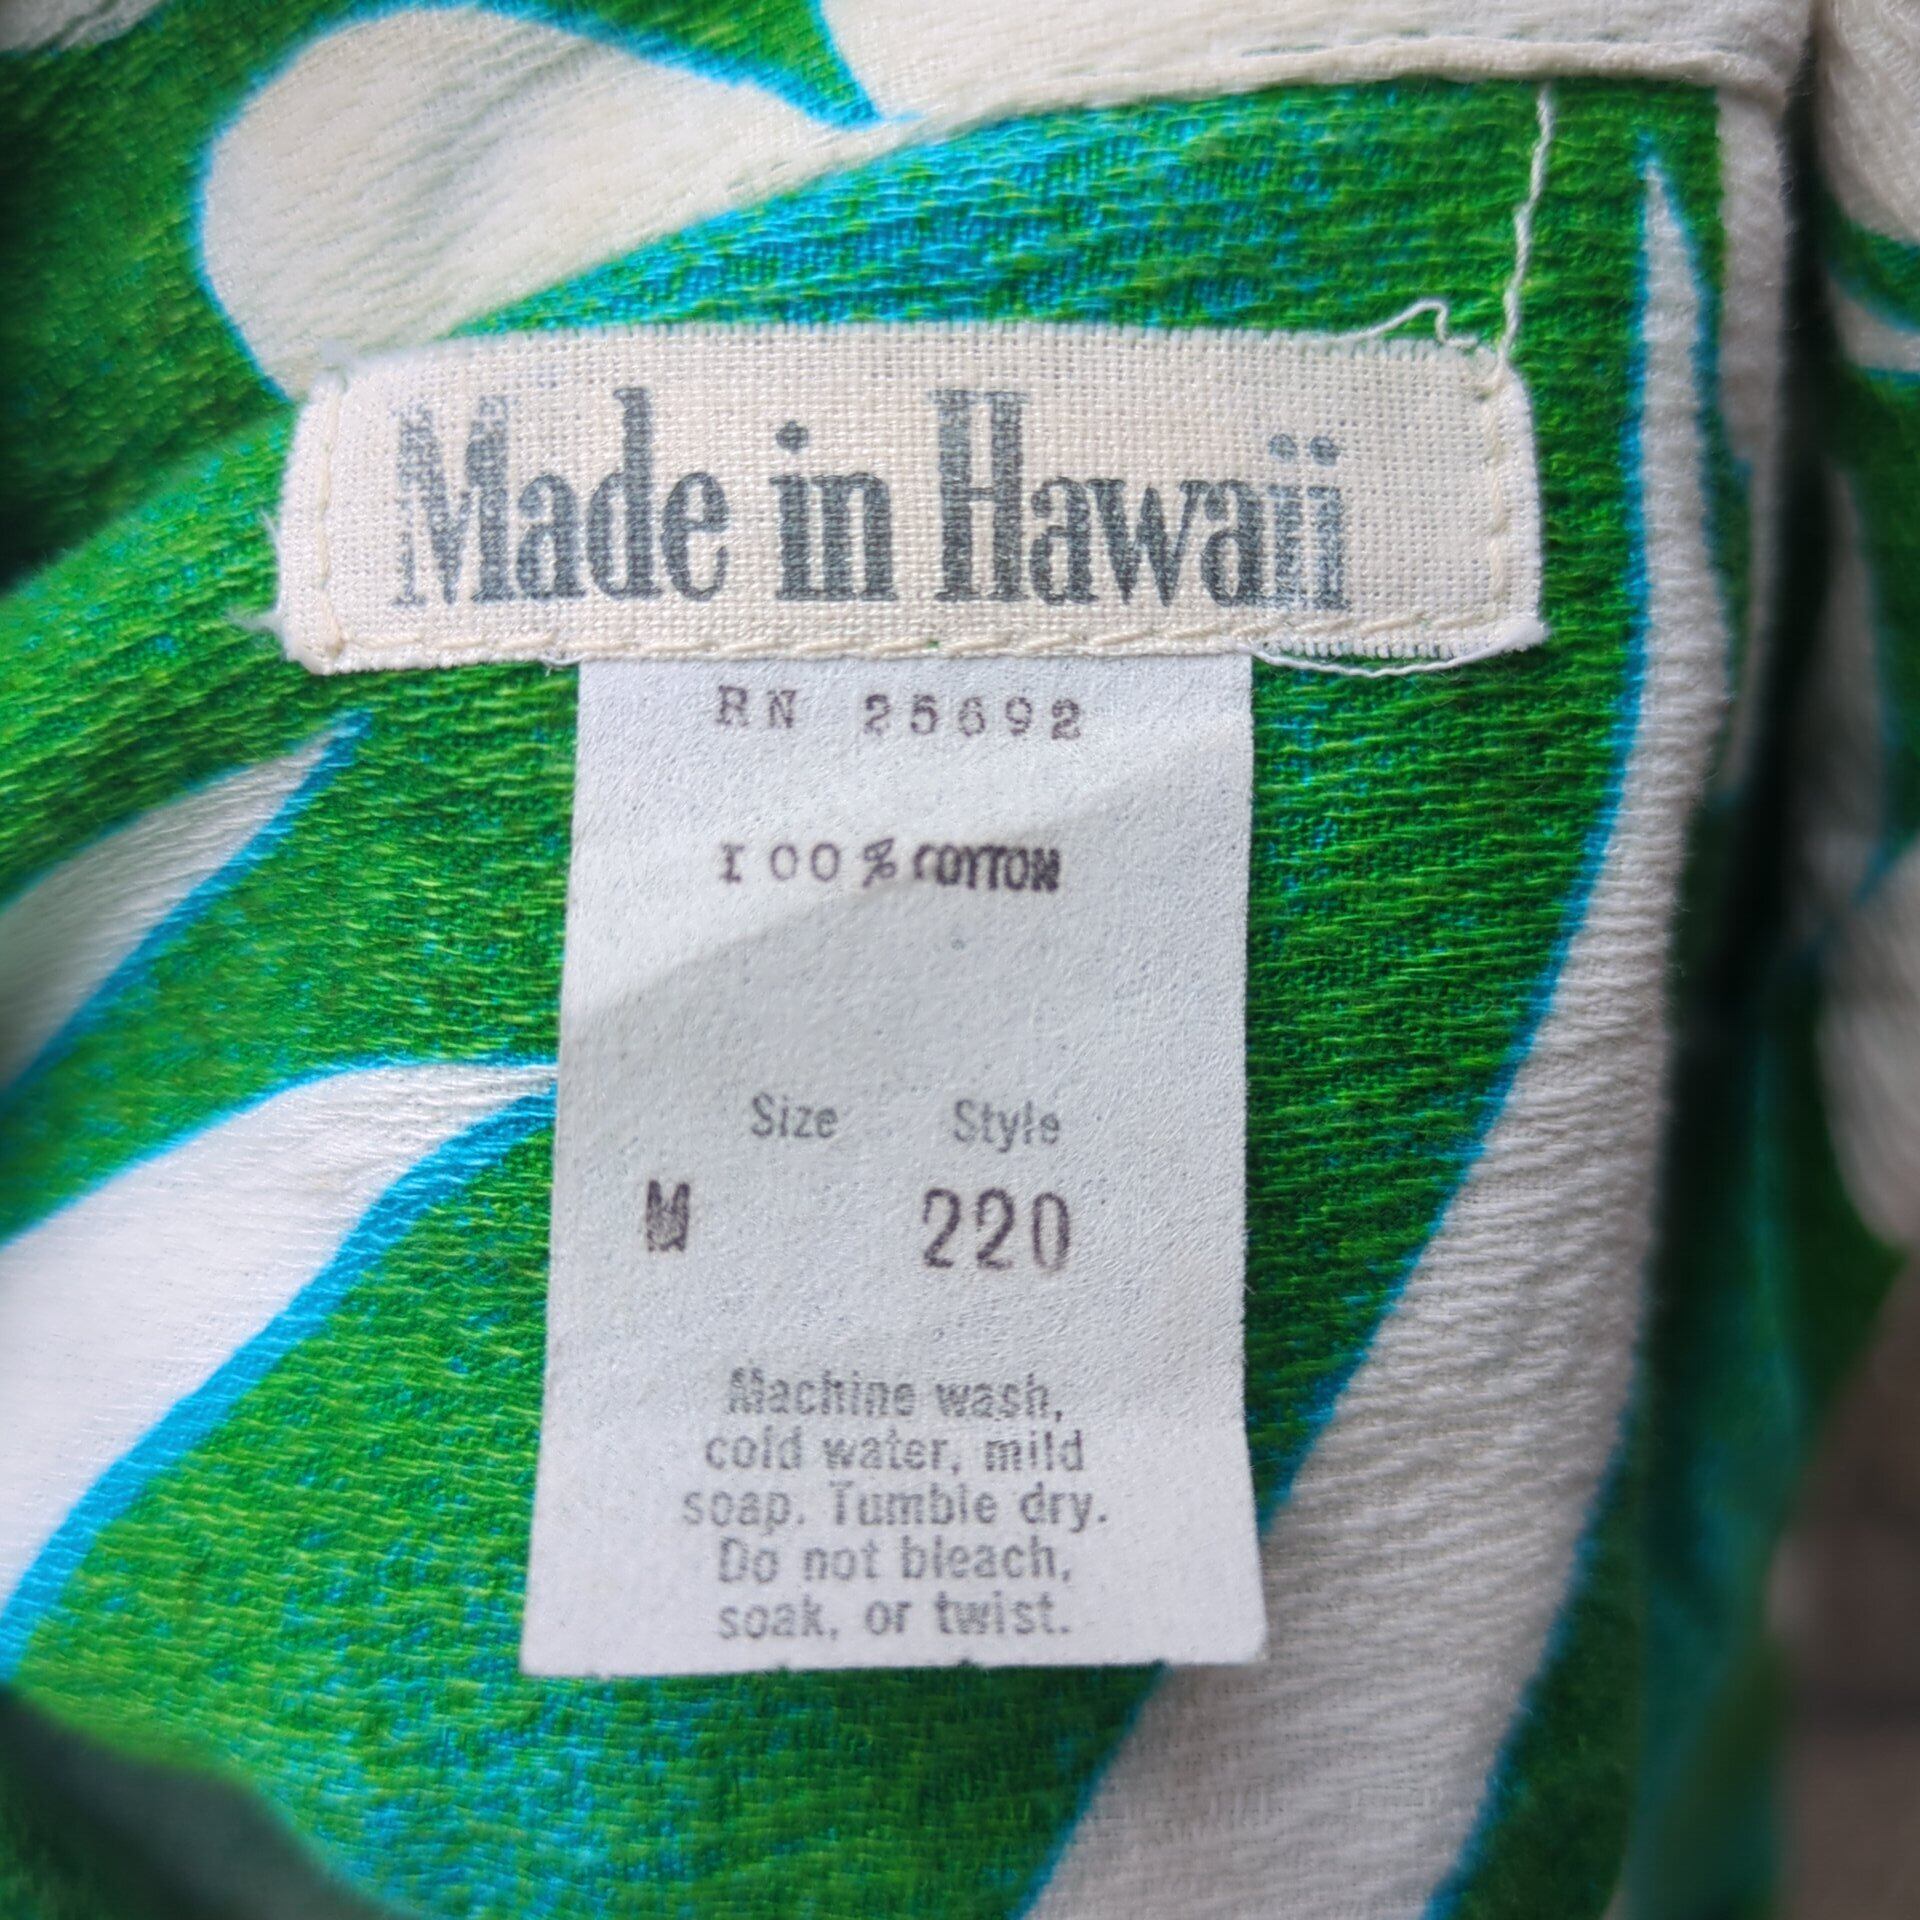 Made in Hawaii
RN 25692
100% COTTON
Size Style
M 220
Machine wash,
cold water, mild
soap. Tumble dry.
Do not bleach,
soak, or twist.